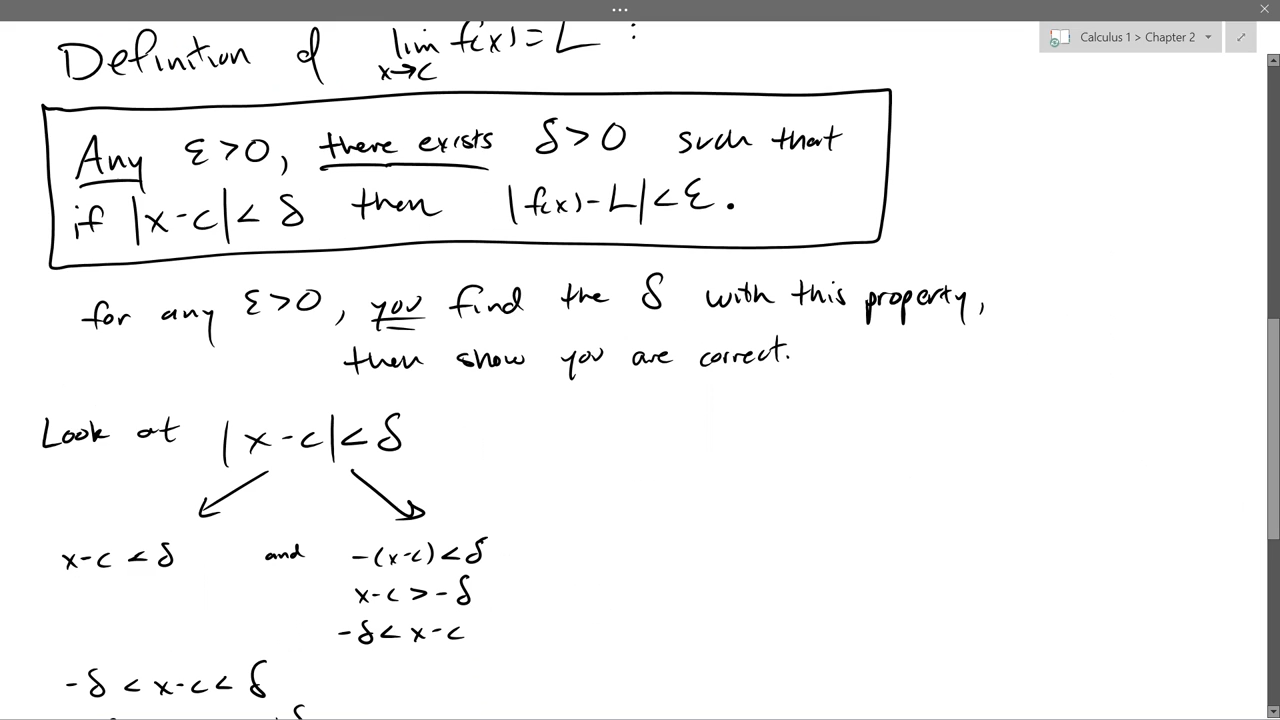 Calculus 1 > Chapter 2
Definition of lim x→c f(x) = L :
Any ε>0, there exists δ>0 such that
if |x-c|<δ then |f(x)-L|<ε.
for any ε>0, you find the δ with this property,
then show you are correct.
Look at |x-c|<δ
x-c<δ and -(x-c)<δ
x-c>-δ
-δ<x-c
-δ<x-c<δ